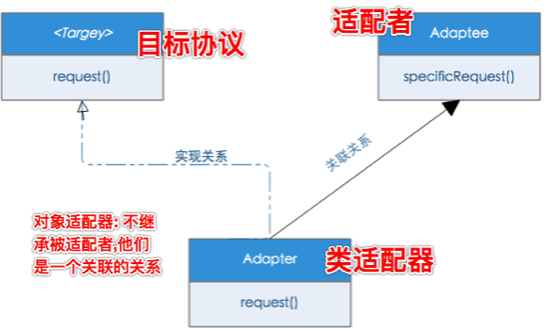 <Targey>
目标协议
request()
适配者
Adaptee
specificRequest()
实现关系
关联关系
对象适配器: 不继
承被适配者,他们
是一个关联的关系
Adapter
类适配器
request()